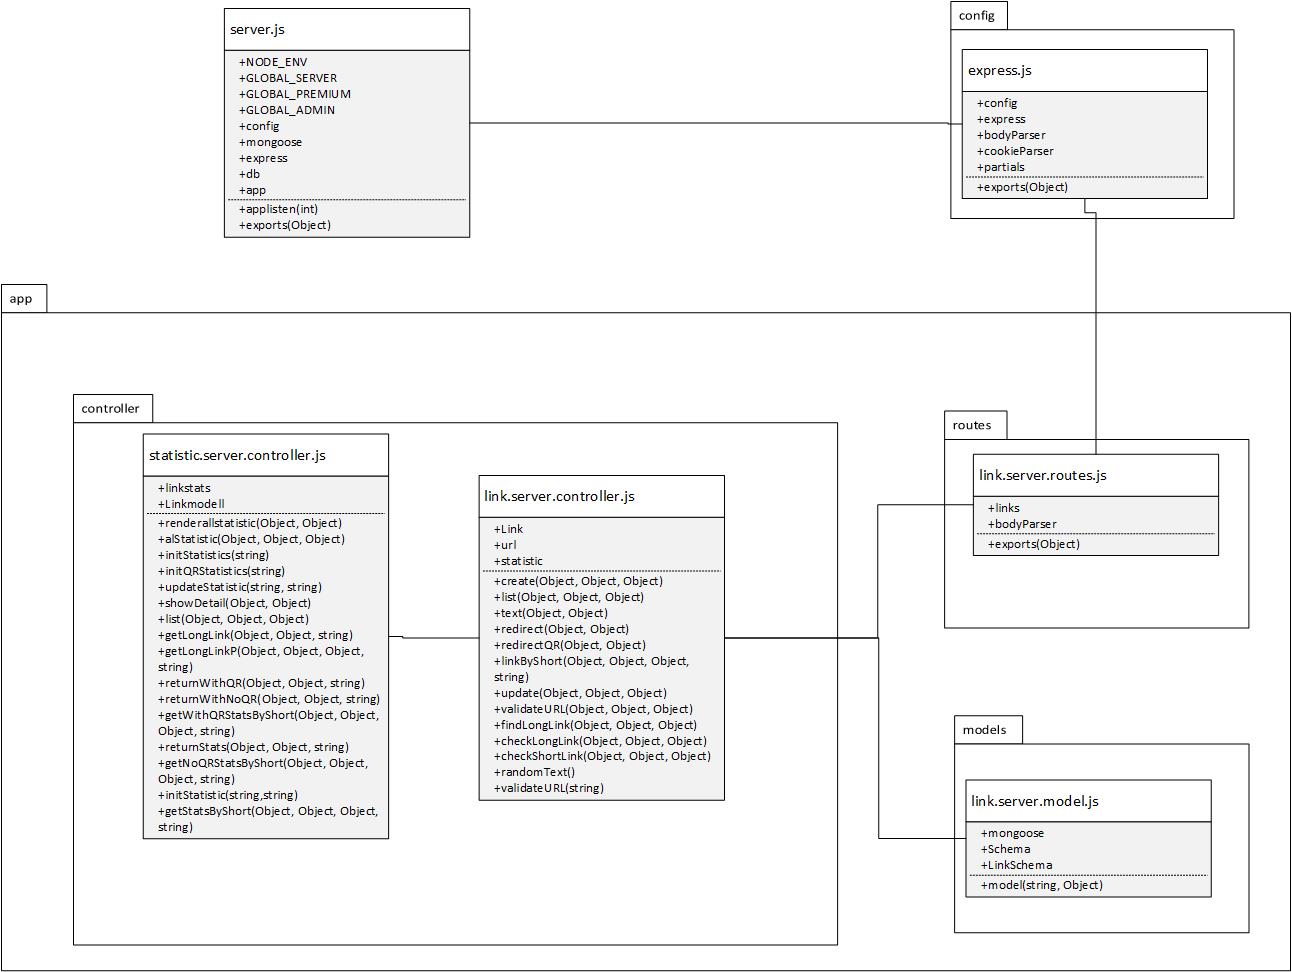 server.js
+NODE_ENV
+GLOBAL_SERVER
+GLOBAL_PREMIUM
+GLOBAL_ADMIN
+config
+mongoose
+express
+db
+app
+applisten(int)
+exports(Object)
config
express.js
+config
+express
+bodyParser
+cookieParser
+partials
+exports(Object)
app
controller
statistic.server.controller.js
+linkstats
+Linkmodell
+renderallstatistic(Object, Object)
+alStatistic(Object, Object, Object)
+initStatistics(string)
+initQRStatistics(string)
+updateStatistic(string, string)
+showDetail(Object, Object)
+list(Object, Object, Object)
+getLongLink(Object, Object, string)
+getLongLinkP(Object, Object, Object,
string)
+returnWithQR(Object, Object, string)
+returnWithNoQR(Object, Object, string)
+getWithQRStatsByShort(Object, Object,
Object, string)
+returnStats(Object, Object, string)
+getNoQRStatsByShort(Object, Object,
Object, string)
+initStatistic(string,string)
+getStatsByShort(Object, Object, Object,
string)
link.server.controller.js
+Link
+url
+statistic
+create(Object, Object, Object)
+list(Object, Object, Object)
+text(Object, Object)
+redirect(Object, Object)
+redirectQR(Object, Object)
+linkByShort(Object, Object, Object,
string)
+update(Object, Object, Object)
+validateURL(Object, Object, Object)
+findLongLink(Object, Object, Object)
+checkLongLink(Object, Object, Object)
+checkShortLink(Object, Object, Object)
+randomText()
+validateURL(string)
routes
link.server.routes.js
+links
+bodyParser
+exports(Object)
models
link.server.model.js
+mongoose
+Schema
+LinkSchema
+model(string, Object)